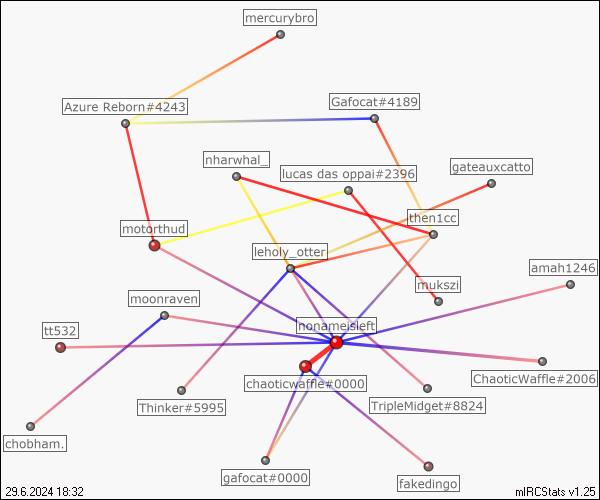 mercurybro
Azure Reborn#4243
Gafocat#4189
nharwhal_
lucas das oppai#2396
gateauxcatto
then1cc
motorthud
leholy_otter
amah1246
mukszi
moonraven
nonameisleft
tt532
chaoticwaffle#0000
ChaoticWaffle#2006
Thinker#5995
TripleMidget#8824
chobham.
gafocat#0000
fakedingo
29.6.2024 18:32
mIRCStats v1.25